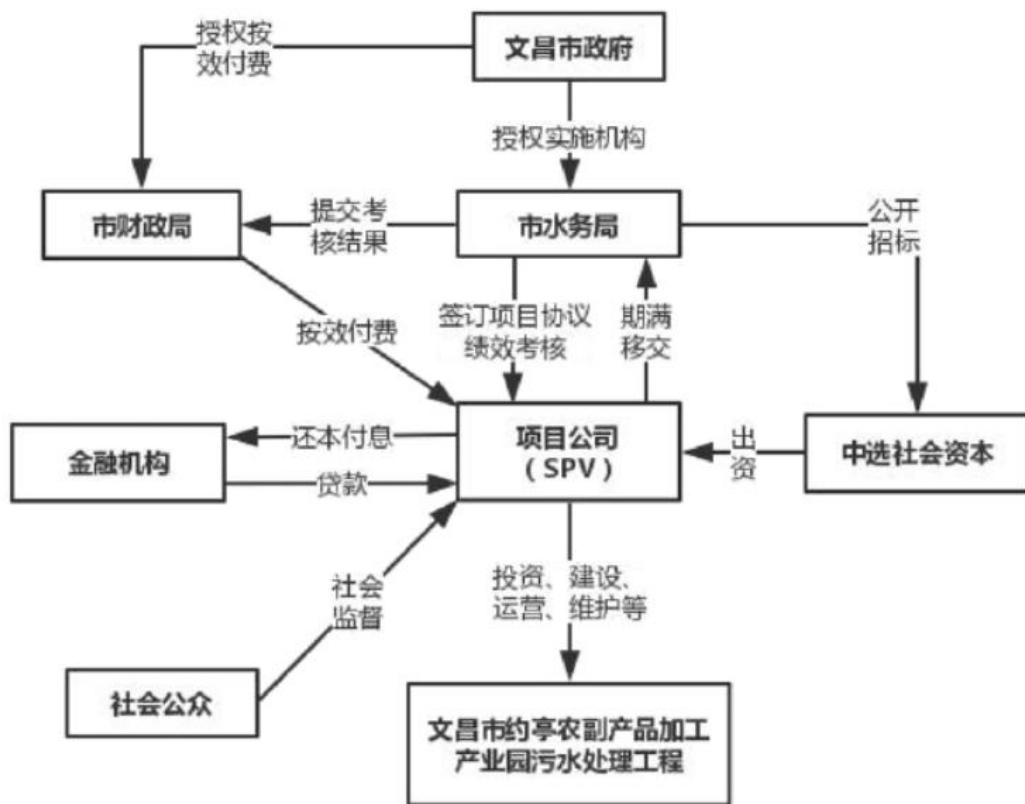 授权按
效付费
文昌市政府
授权实施机构
市财政局
提交考
核结果
市水务局
公开
招标
按效付费
签订项目协议
绩效考核
期满
移交
金融机构
还本付息
贷款
项目公司
（SPV）
出
资
中选社会资本
社会
监督
投资、建设、
运营、维护等
社会公众
文昌市约亭农副产品加工
产业园污水处理工程